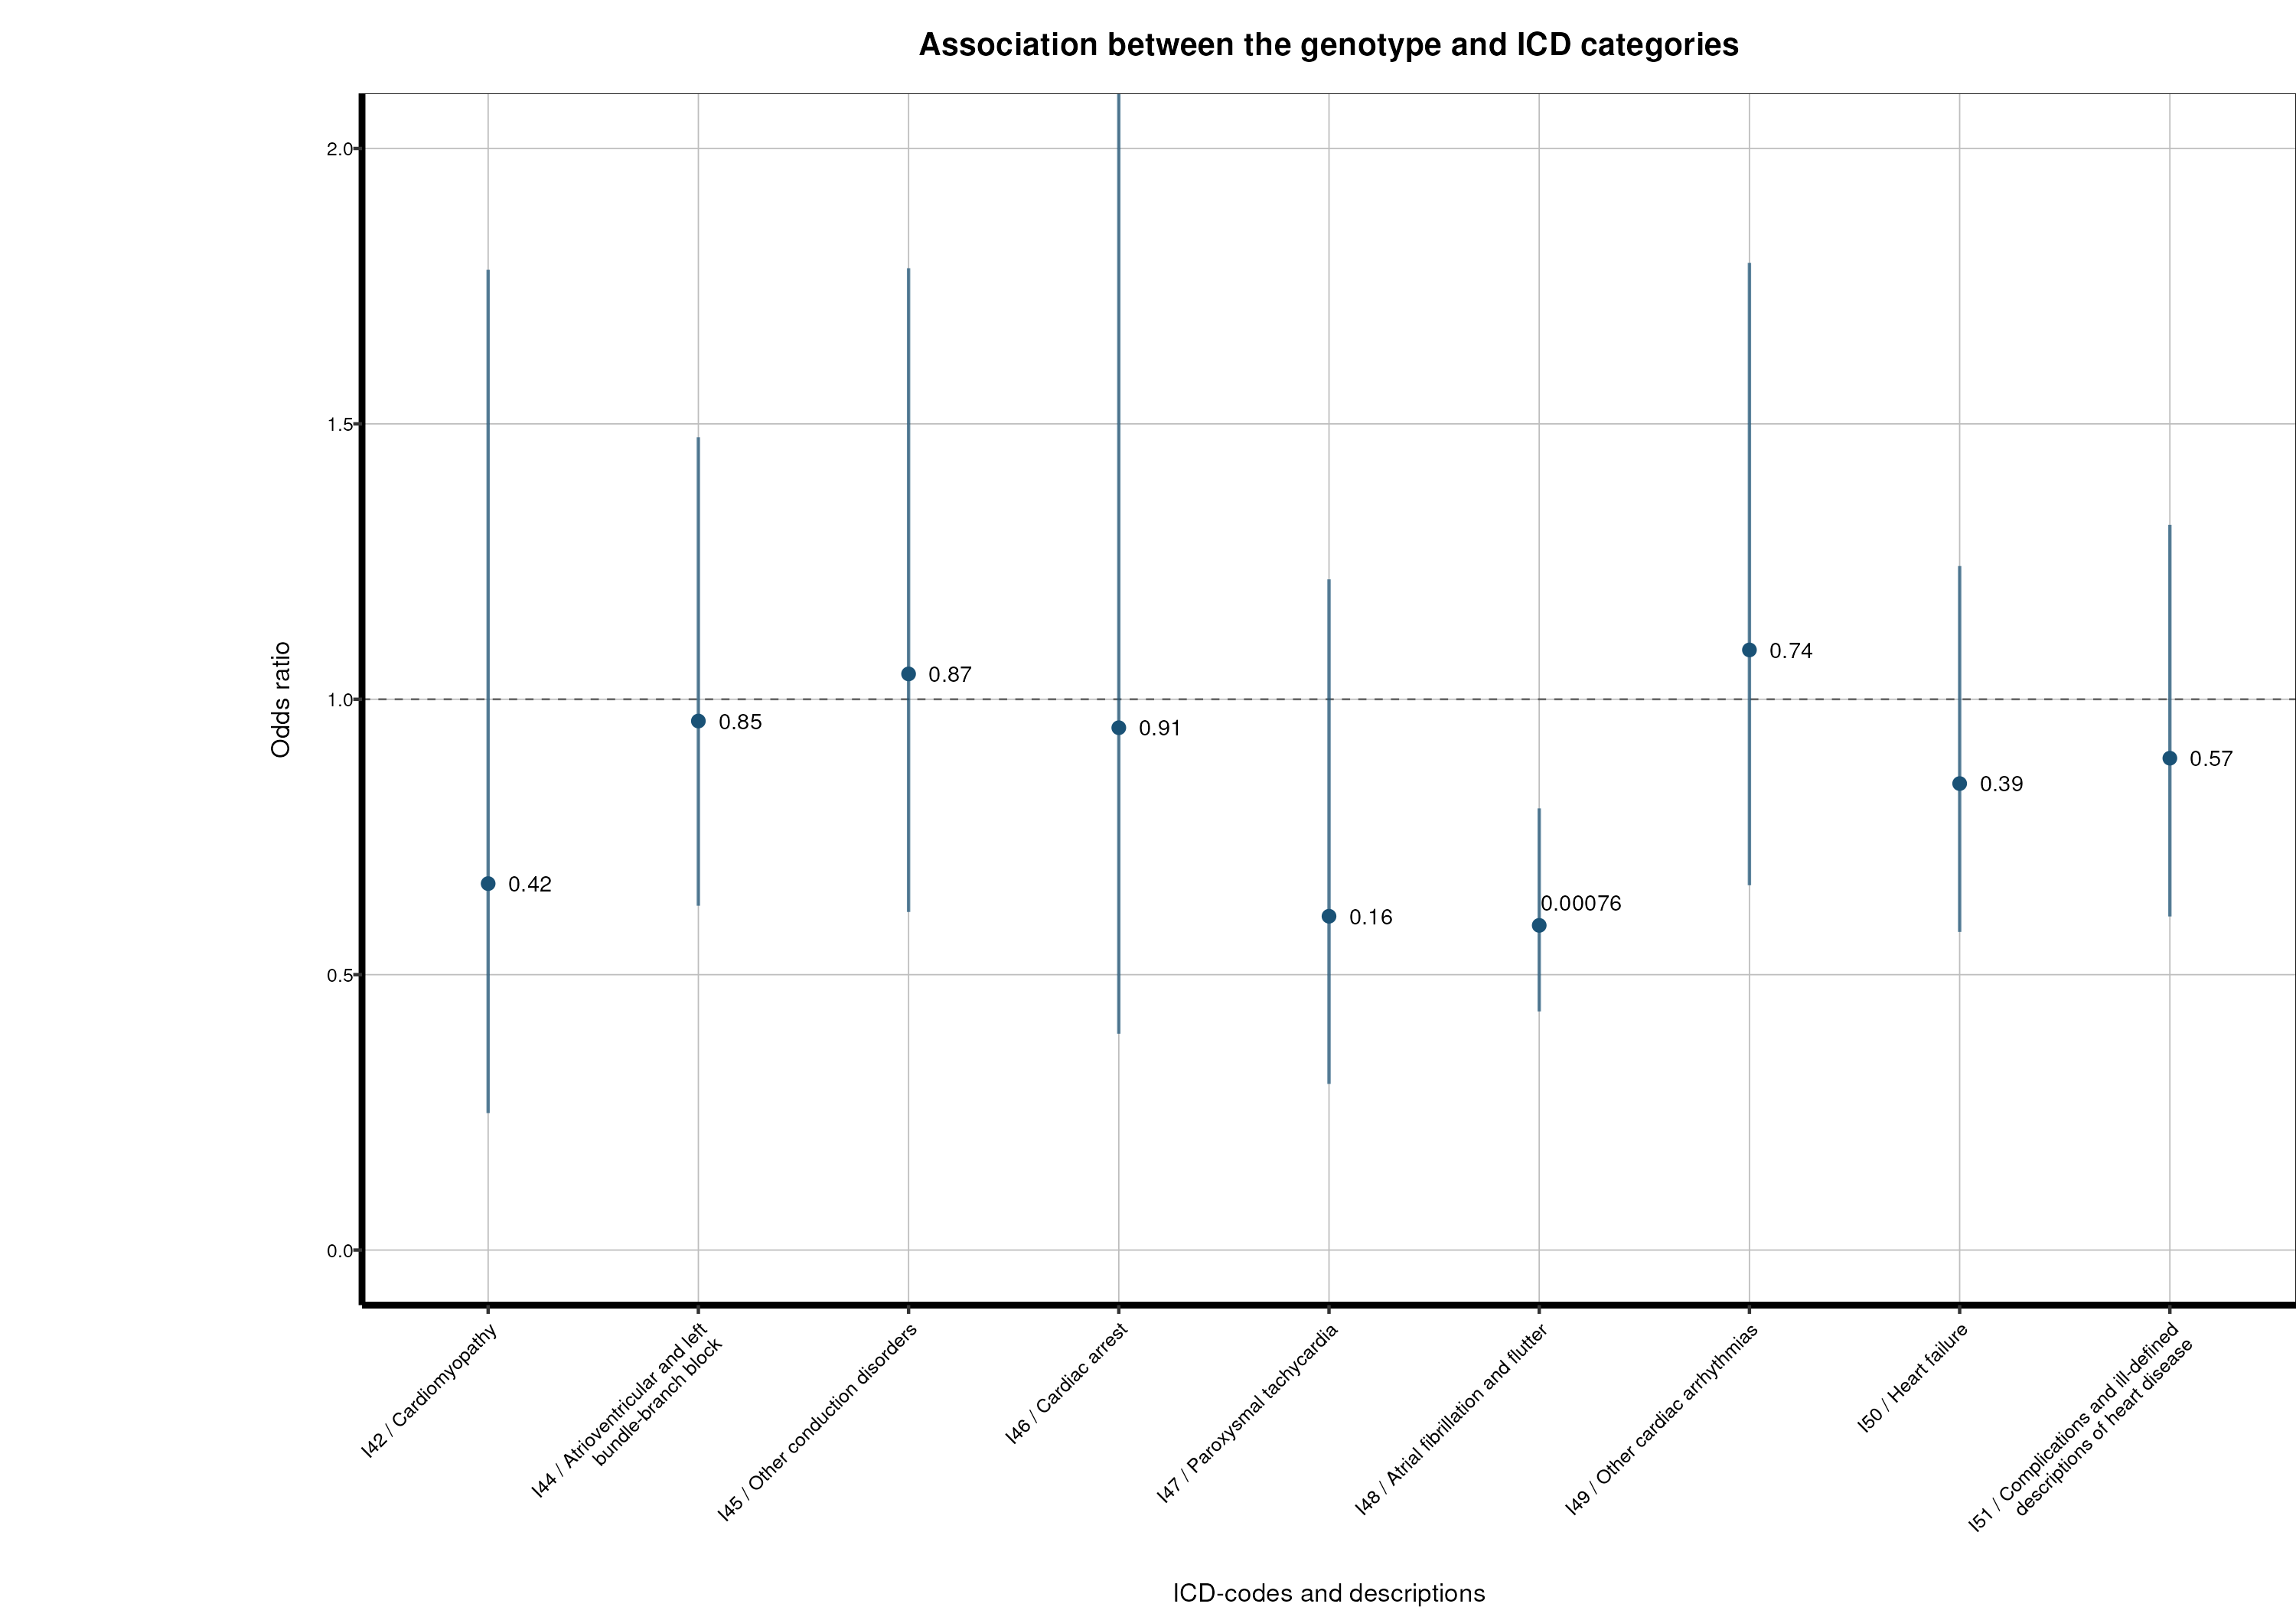 Association between the genotype and ICD categories
Odds ratio
2.0
1.5
1.0
0.5
0.0
0.42
0.85
0.87
0.91
0.16
0.00076
0.74
0.39
0.57
I42 / Cardiomyopathy
I44 / Atrioventricular and left
bundle-branch block
I45 / Other conduction disorders
I46 / Cardiac arrest
I47 / Paroxysmal tachycardia
I48 / Atrial fibrillation and flutter
I49 / Other cardiac arrhythmias
I50 / Heart failure
I51 / Complications and ill-defined
descriptions of heart disease
ICD-codes and descriptions